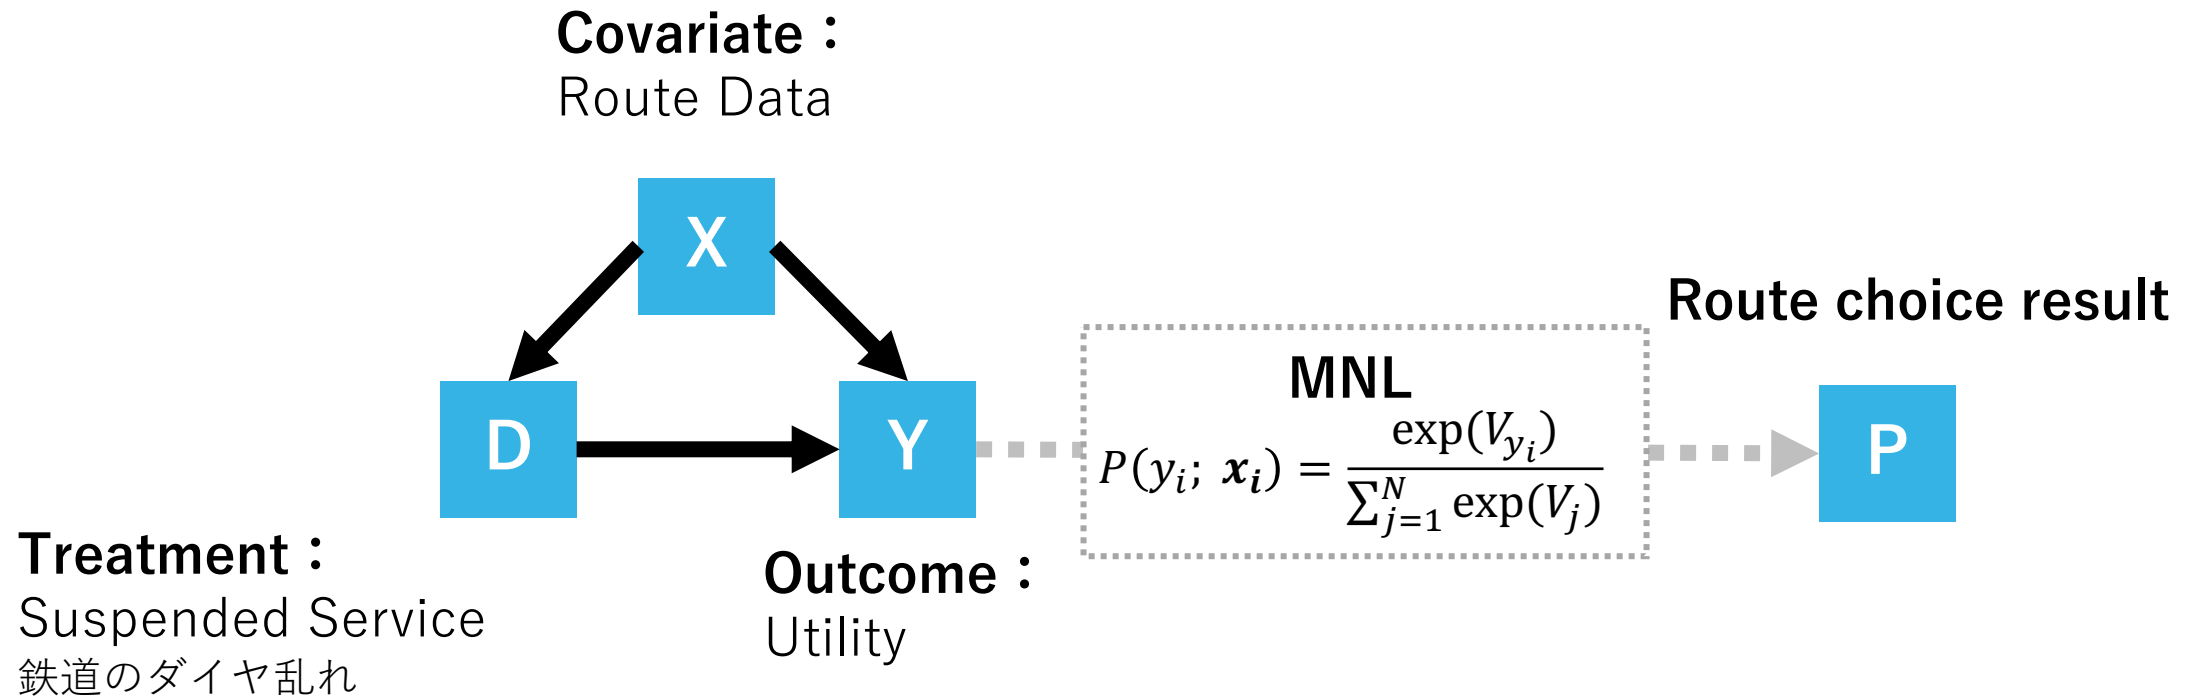 Covariate：
Route Data
X
Route choice result
MNL
D
Y
P(y_i; x_i) = exp(V_{y_i}) / ∑_{j=1}^{N} exp(V_j)
P
Treatment：
Suspended Service
鉄道のダイヤ乱れ
Outcome：
Utility